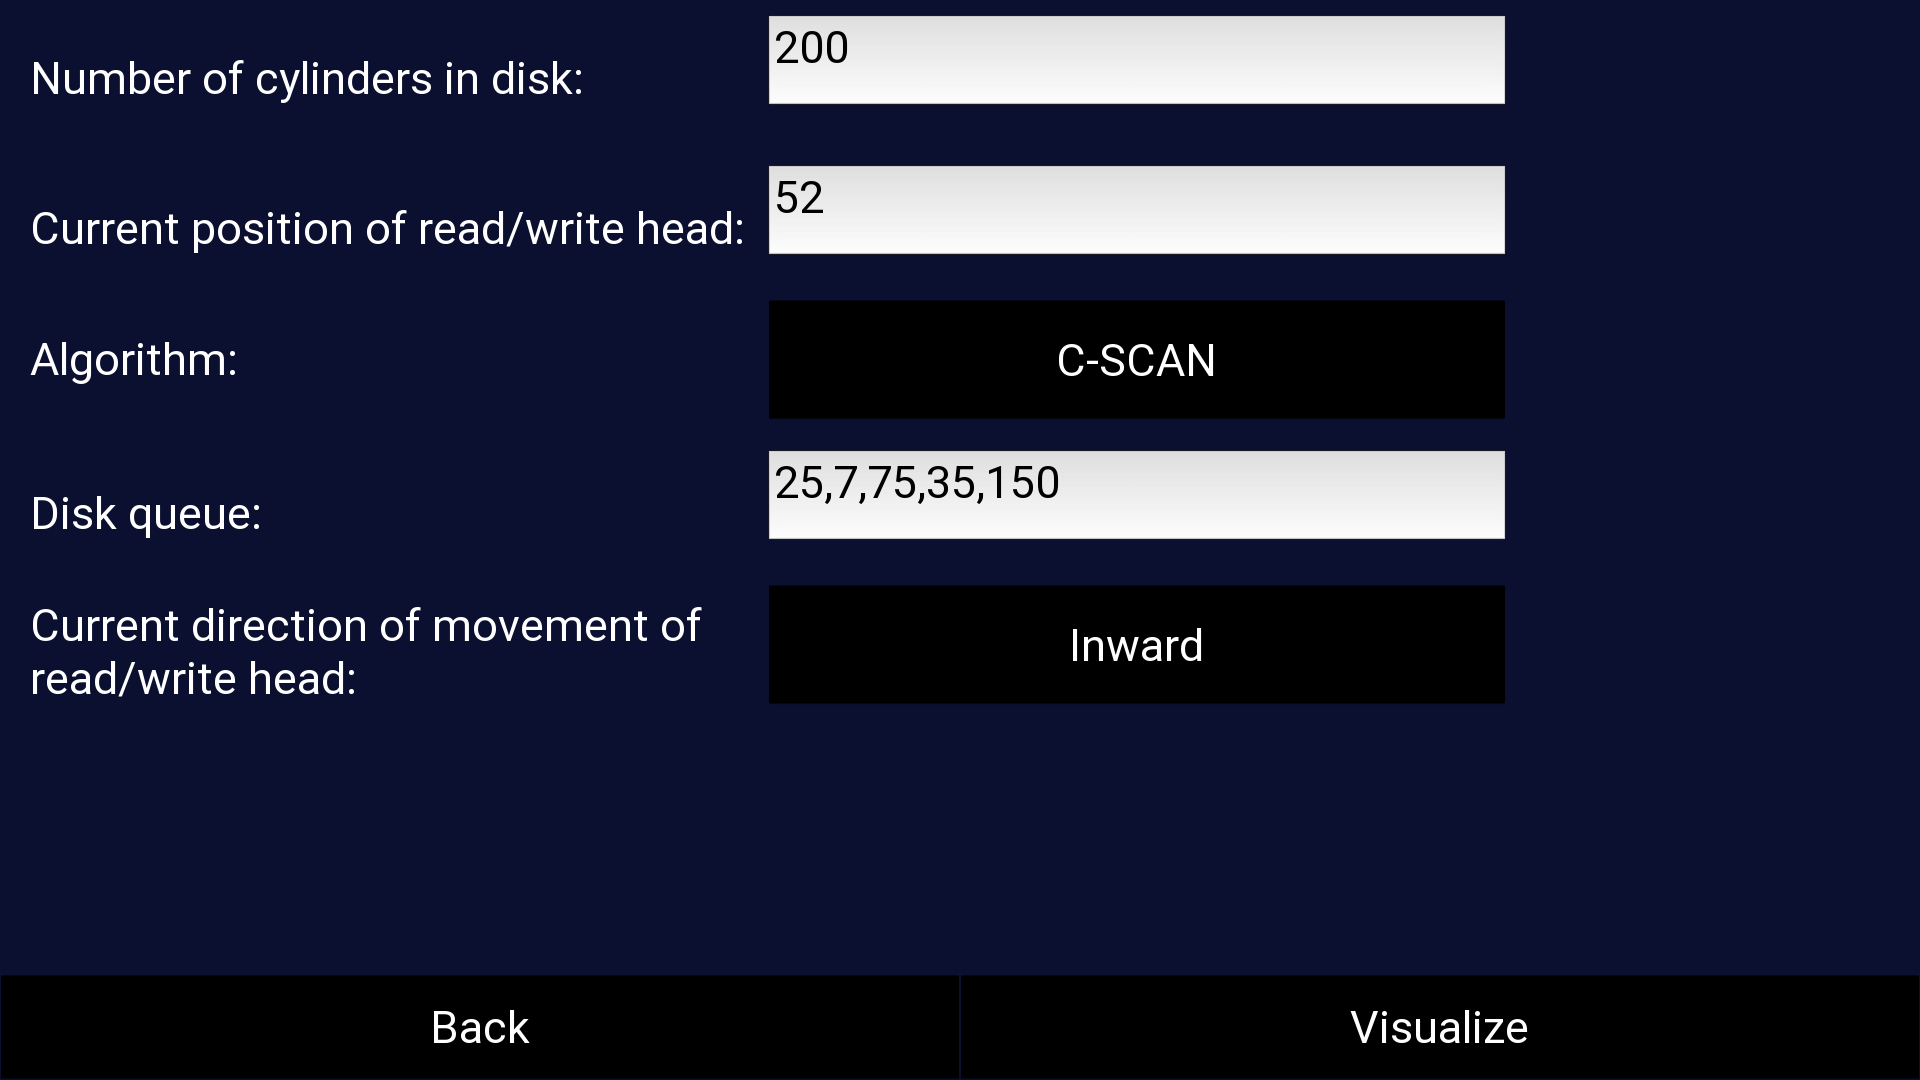 Number of cylinders in disk:
200
Current position of read/write head:
52
Algorithm:
C-SCAN
Disk queue:
25,7,75,35,150
Current direction of movement of
read/write head:
Inward
Back
Visualize